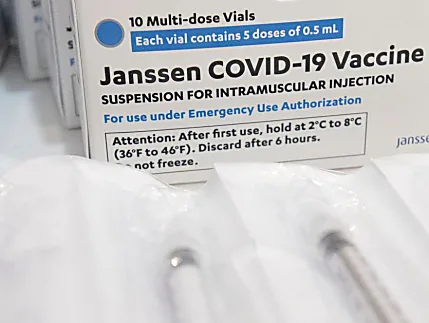 10 Multi-dose Vials
Each vial contains 5 doses of 0.5 mL
Janssen COVID-19 Vaccine
SUSPENSION FOR INTRAMUSCULAR INJECTION
For use under Emergency Use Authorization
Attention: After first use, hold at 2°C to 8°C
(36°F to 46°F). Discard after 6 hours.
not freeze.